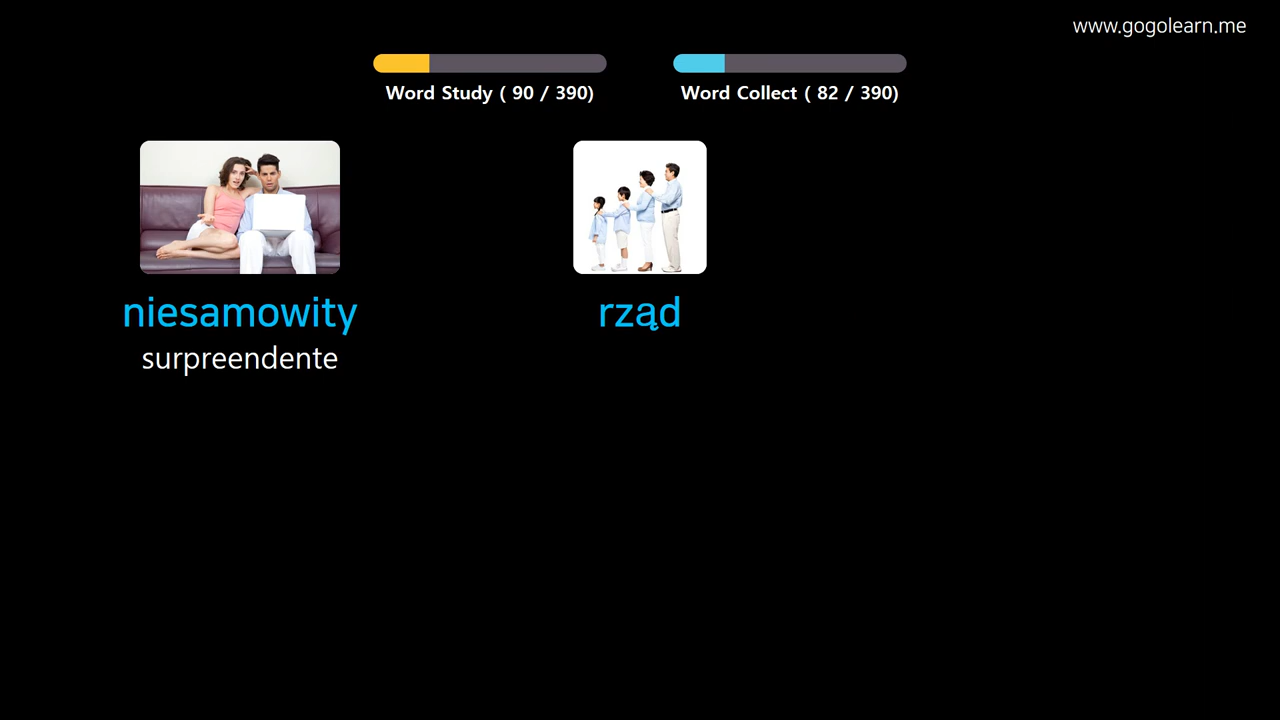 www.gogolearn.me
Word Study ( 90 / 390)
Word Collect ( 82 / 390)
niesamowity
surpreendente
rząd